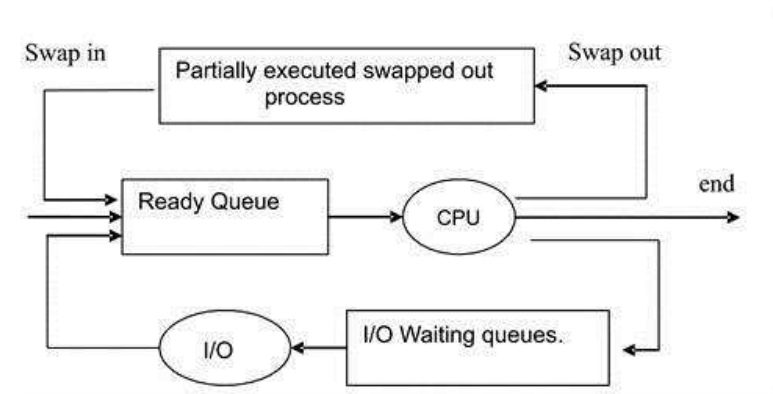 Swap in
Partially executed swapped out
process
Swap out
Ready Queue
CPU
end
I/O
I/O Waiting queues.